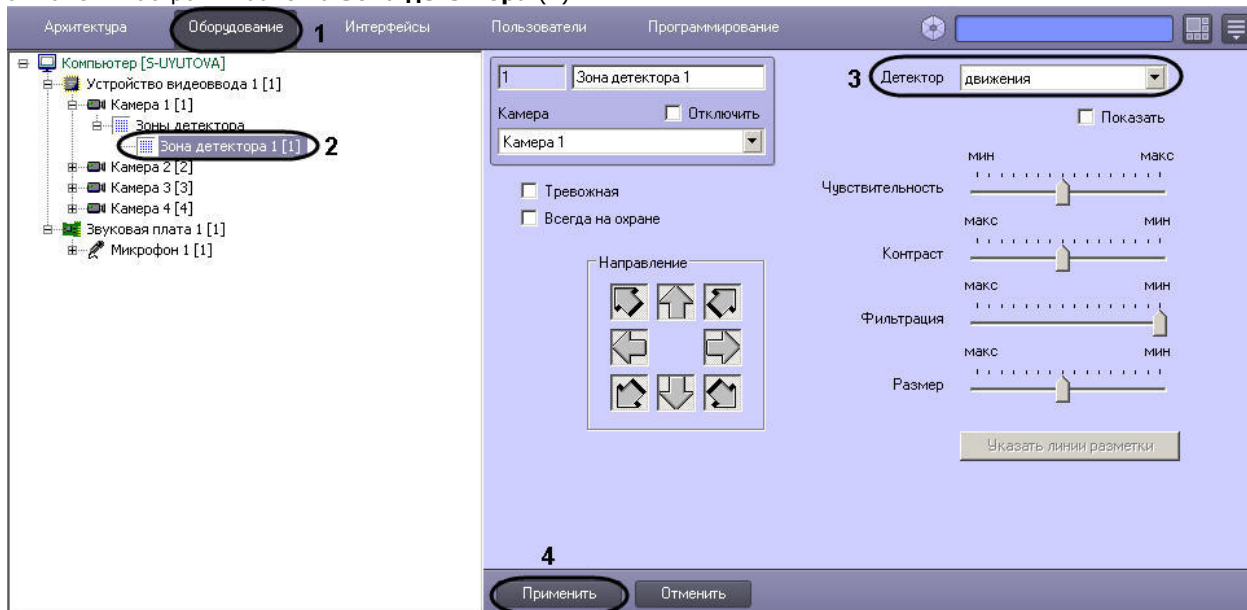 Архитектура Оборудование 1 Интерфейсы Пользователи Программирование
Компьютер [S-UYUTOVA]
Устройство видеоввода 1 [1]
Камера 1 [1]
Зоны детектора
Зона детектора 1 [1] 2
Камера 2 [2]
Камера 3 [3]
Камера 4 [4]
Звуковая плата 1 [1]
Микрофон 1 [1]
1 Зона детектора 1
Камера Отключить
Камера 1
Тревожная
Всегда на охране
Направление
3 Детектор движения
Показать
мин макс
Чувствительность
макс мин
Контраст
макс мин
Фильтрация
макс мин
Размер
Указать линии разметки
4
Применить Отменить